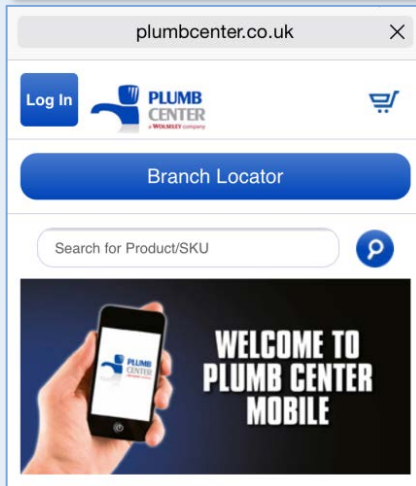 plumbcenter.co.uk
Log In
PLUMB
CENTER
a WOLSELEY company
Branch Locator
Search for Product/SKU
PLUMB
CENTER
WELCOME TO
PLUMB CENTER
MOBILE